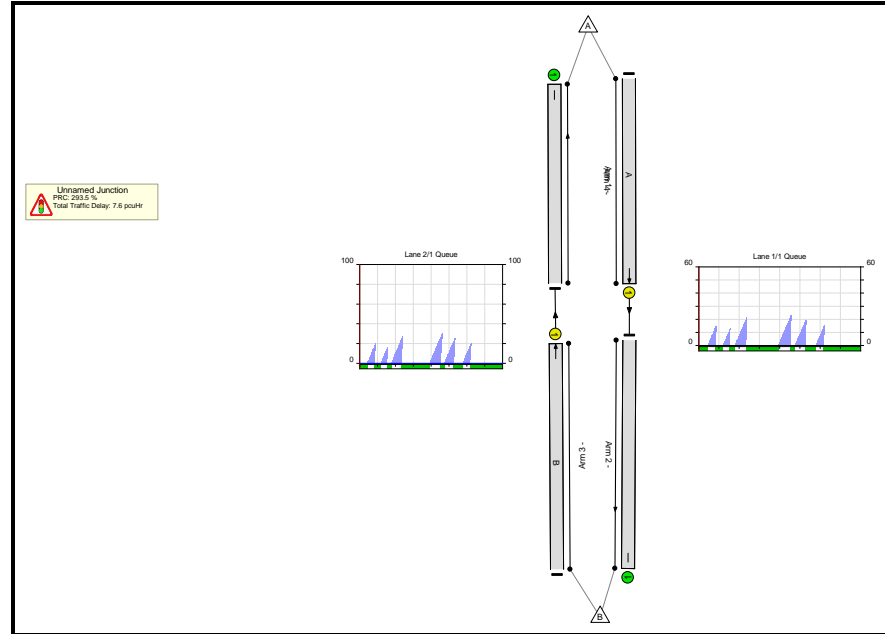 A
Unnamed Junction
PRC: 293.5 %
Total Traffic Delay: 7.6 pcuHr
A
Lane 2/1 Queue
100
100
0
0
Lane 1/1 Queue
60
60
0
0
B
Arm 3 -
Arm 2 -
B